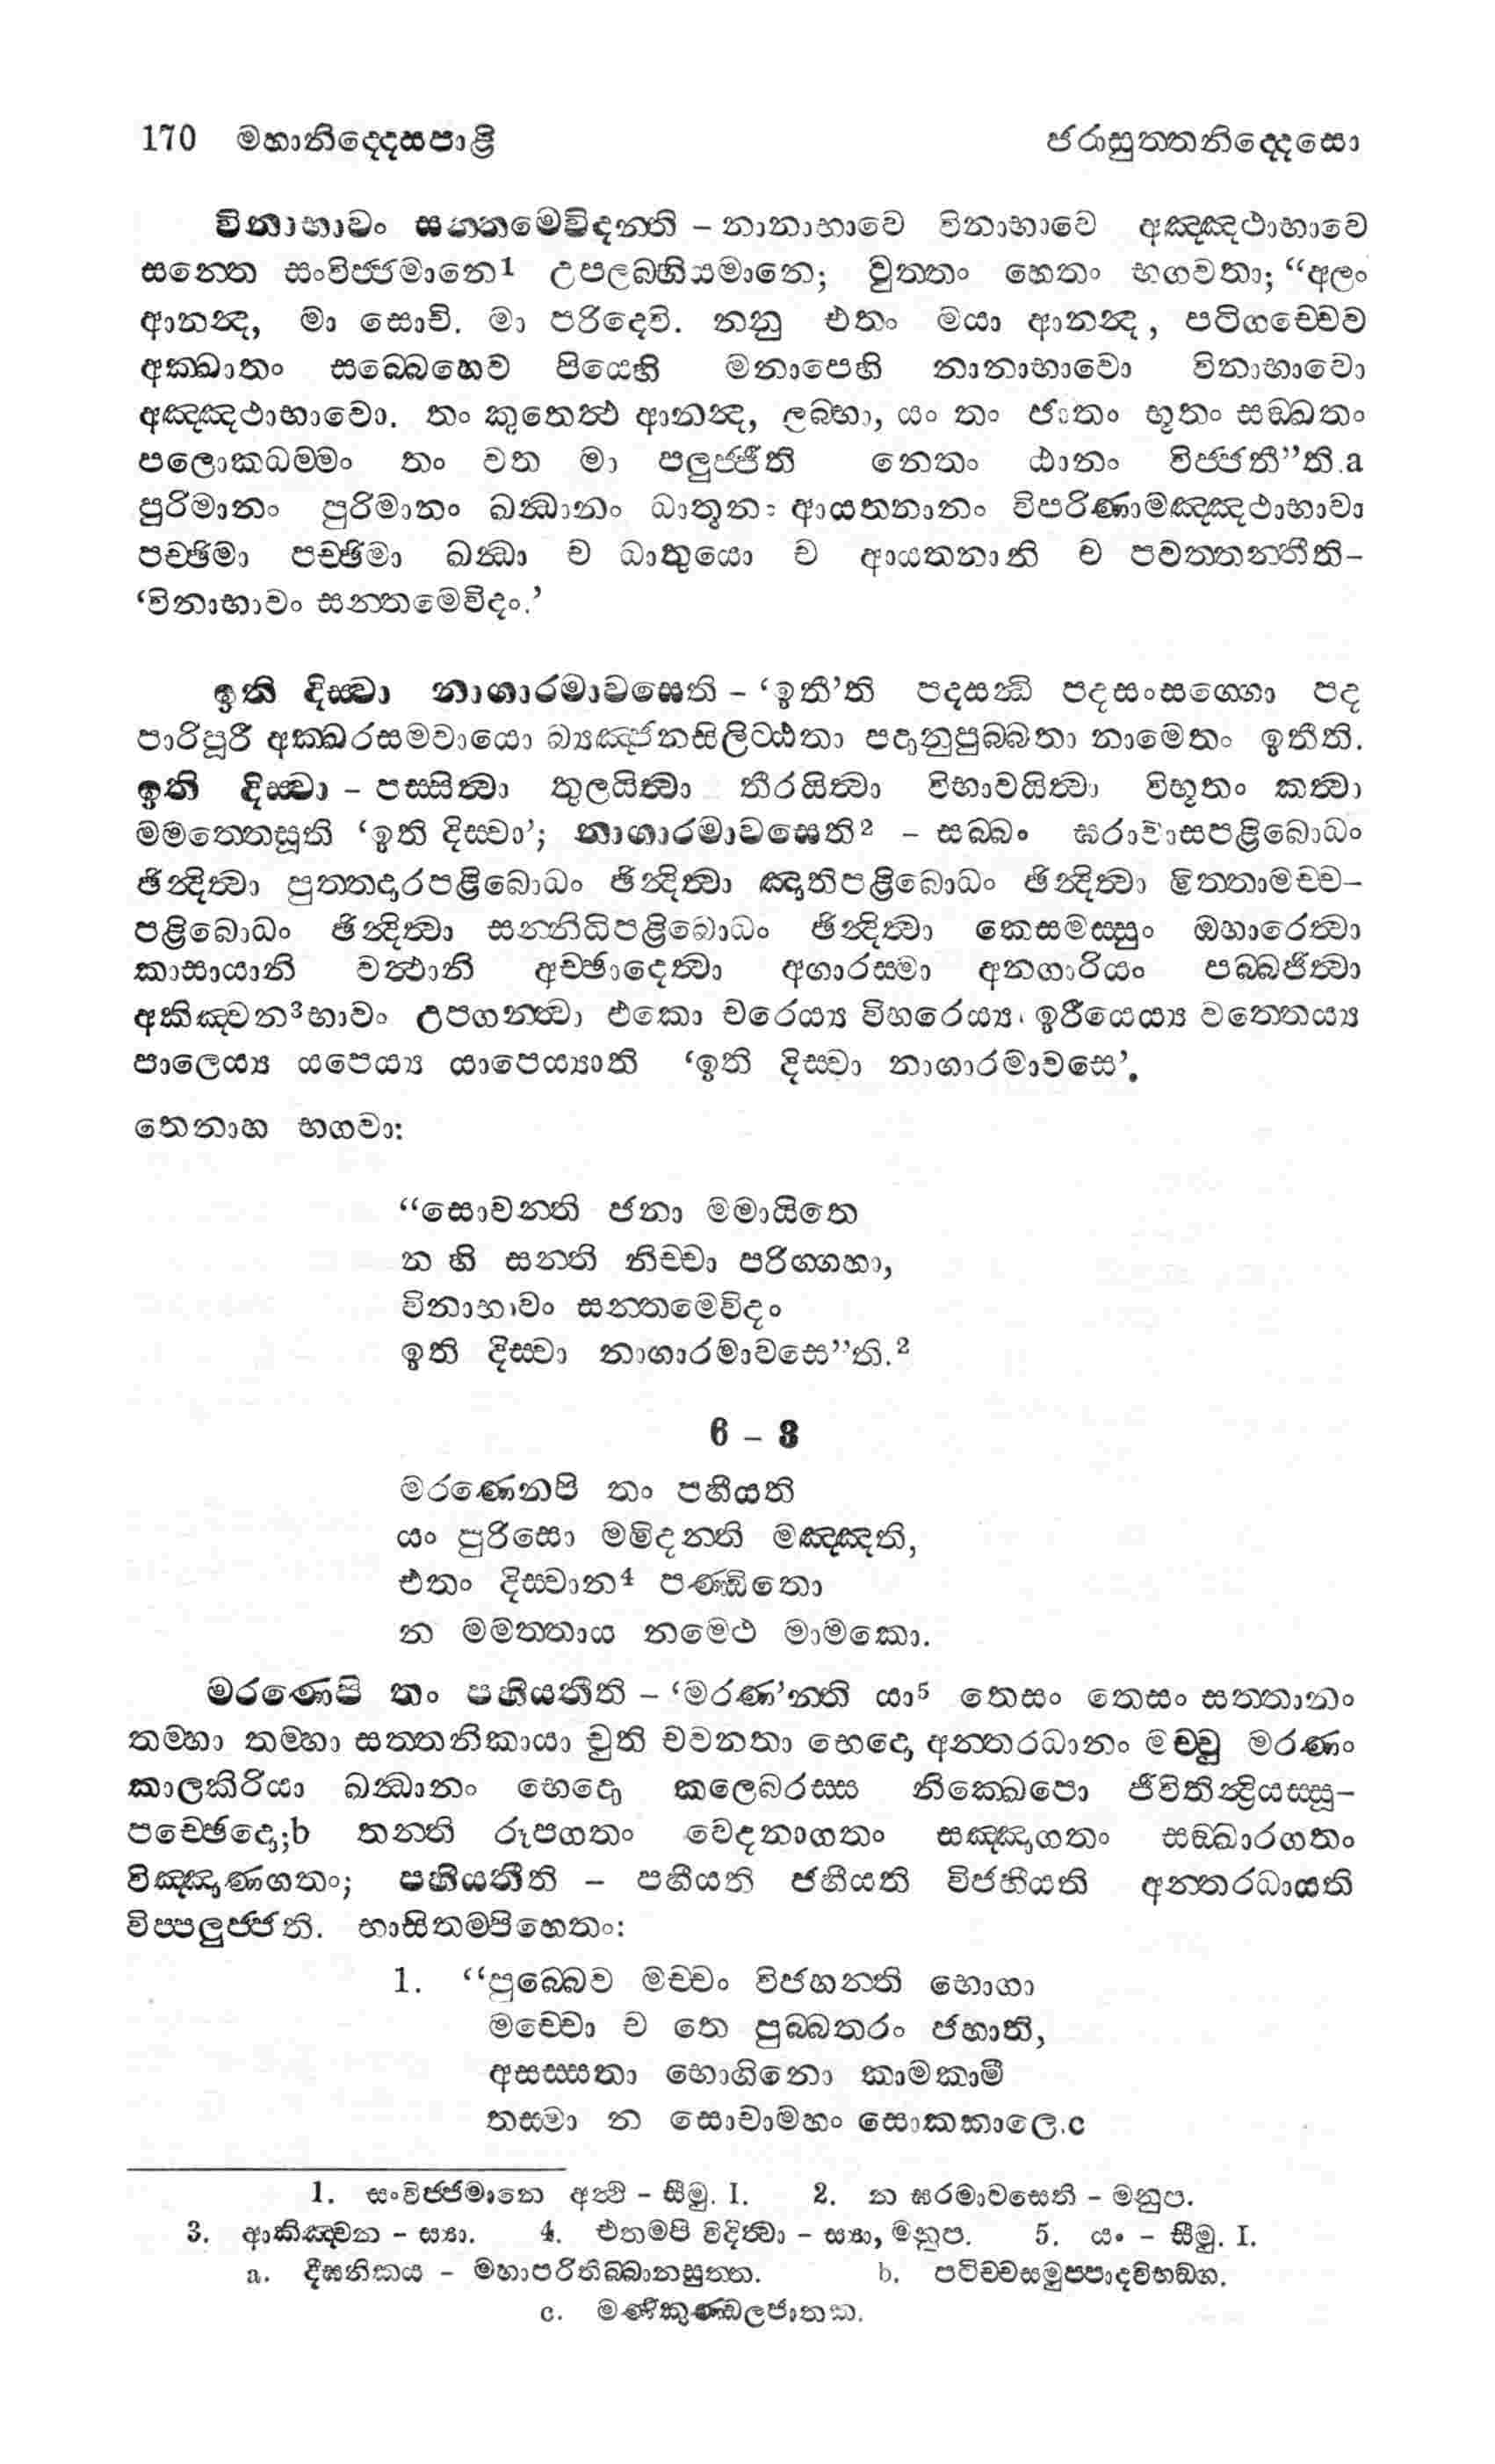 170 මහානිද්දෙසපාළි ජරාසුත්තනිද්දෙසො
විනාභාවං සන්තමෙවිදන්ති – නානාභාවෙ විනාභාවෙ අඤ්ඤථාභාවෙ
සන්තෙ සංවිජ්ජමානෙ1 උපලබ්භියමානෙ; වුත්තං හෙතං භගවතා; “අලං
ආනන්ද, මා සොචි. මා පරිදෙවි. නනු එතං මයා ආනන්ද, පටිගච්චෙව
අක්ඛාතං සබ්බෙහෙව පියෙහි මනාපෙහි නානාභාවො විනාභාවො
අඤ්ඤථාභාවො. තං කුතෙත්ථ ආනන්ද, ලබ්භා, යං තං ජාතං භූතං සඞ්ඛතං
පලොකධම්මං තං වත මා පලුජ්ජීති නෙතං ඨානං විජ්ජතී”ති.a
පුරිමානං පුරිමානං ඛන්ධානං ධාතූනං ආයතනානං විපරිණාමඤ්ඤථාභාවා
පච්ඡිමා පච්ඡිමා ඛන්ධා ච ධාතුයො ච ආයතනානි ච පවත්තන්තීති–
‘විනාභාවං සන්තමෙවිදං.’
ඉති දිස්වා නාගාරමාවසෙති – ‘ඉතී’ති පදසන්ධි පදසංසග්ගො පද
පාරිපූරී අක්ඛරසමවායො බ්‍යඤ්ජනසිලිට්ඨතා පදානුපුබ්බතා නාමෙතං ඉතීති.
ඉති දිස්වා – පස්සිත්වා තුලයිත්වා තීරයිත්වා විභාවයිත්වා විභූතං කත්වා
මමත්තෙසූති ‘ඉති දිස්වා’; නාගාරමාවසෙති2 – සබ්බං ඝරාවාසපළිබොධං
ඡින්දිත්වා පුත්තදාරපළිබොධං ඡින්දිත්වා ඤාතිපළිබොධං ඡින්දිත්වා මිත්තාමච්ච–
පළිබොධං ඡින්දිත්වා සන්නිධිපළිබොධං ඡින්දිත්වා කෙසමස්සුං ඔහාරෙත්වා
කාසායානි වත්ථානි අච්ඡාදෙත්වා අගාරස්මා අනගාරියං පබ්බජිත්වා
අකිඤ්චන3භාවං උපගන්ත්වා එකො චරෙය්‍ය විහරෙය්‍ය ඉරීයෙය්‍ය වත්තෙය්‍ය
පාලෙය්‍ය යපෙය්‍ය යාපෙය්‍යාති ‘ඉති දිස්වා නාගාරමාවසෙ’.
තෙනාහ භගවා:
“සොචන්ති ජනා මමායිතෙ
න හි සන්ති නිච්චා පරිග්ගහා,
විනාභාවං සන්තමෙවිදං
ඉති දිස්වා නාගාරමාවසෙ”ති.2
6 – 3
මරණෙනපි තං පහීයති
යං පුරිසො මමිදන්ති මඤ්ඤති,
එතං දිස්වාන4 පණ්ඩිතො
න මමත්තාය නමෙථ මාමකො.
මරණෙපි තං පහීයතීති – ‘මරණ’න්ති යා5 තෙසං තෙසං සත්තානං
තම්හා තම්හා සත්තනිකායා චුති චවනතා භෙදො අන්තරධානං මච්චු මරණං
කාලකිරියා ඛන්ධානං භෙදො කලෙබරස්ස නික්ඛෙපො ජීවිතින්ද්‍රියස්සූ–
පච්ඡෙදො;b තන්ති රූපගතං වෙදනාගතං සඤ්ඤාගතං සඞ්ඛාරගතං
විඤ්ඤාණගතං; පහීයතීති – පහීයති ජහීයති විජහීයති අන්තරධායති
විප්පලුජ්ජති. භාසිතම්පිහෙතං:
1. “පුබ්බෙව මච්චං විජහන්ති භොගා
මච්චො ච තෙ පුබ්බතරං ජහාති,
අසස්සතා භොගිනො කාමකාමී
තස්මා න සොචාමහං සොකකාලෙ.c
1. සංවිජ්ජමානෙ අත්ථි – සීමු. I. 2. න ඝරමාවසෙති – මනුප.
3. ආකිඤ්චන – ස්‍යා. 4. එතම්පි විදිත්වා – ස්‍යා, මනුප. 5. යං – සීමු. I.
a. දීඝනිකාය – මහාපරිනිබ්බානසුත්ත. b. පටිච්චසමුප්පාදවිභඞ්ග.
c. මණිකුණ්ඩලජාතක.